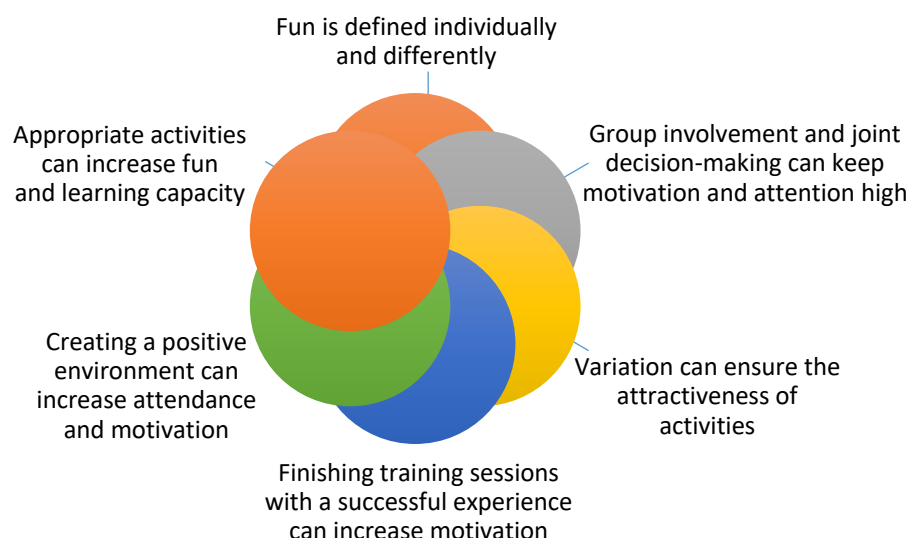 Fun is defined individually
and differently
Group involvement and joint
decision-making can keep
motivation and attention high
Variation can ensure the
attractiveness of
activities
Finishing training sessions
with a successful experience
can increase motivation
Creating a positive
environment can
increase attendance
and motivation
Appropriate activities
can increase fun
and learning capacity